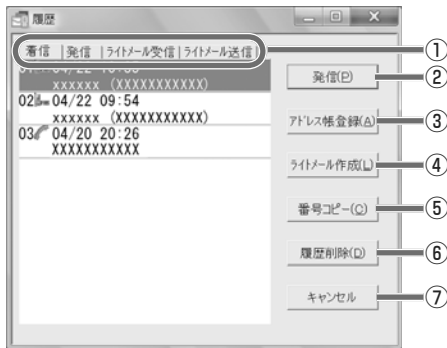 履歴
着信 |発信 |ライトメール受信|ライトメール送信|
①
xxxxxx (XXXXXXXXXXX)
発信(P)
②
02 04/22 09:54
xxxxxx (XXXXXXXXXXX)
03 04/20 20:26
XXXXXXXXXXX
アドレス帳登録(A)
③
ライトメール作成(L)
④
番号コピー(C)
⑤
履歴削除(D)
⑥
キャンセル
⑦